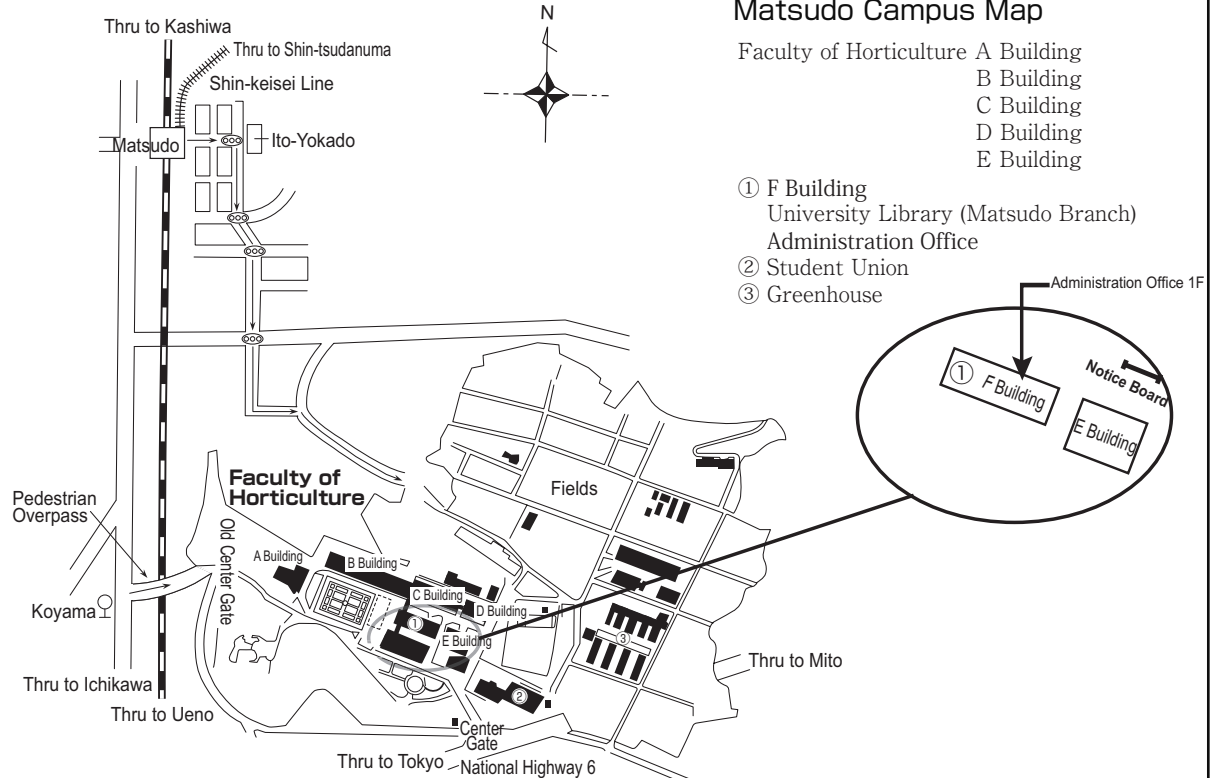 Matsudo Campus Map
Faculty of Horticulture A Building
B Building
C Building
D Building
E Building
① F Building
University Library (Matsudo Branch)
Administration Office
② Student Union
③ Greenhouse
N
Thru to Kashiwa
Thru to Shin-tsudanuma
Shin-keisei Line
Matsudo
Ito-Yokado
Administration Office 1F
① F Building
Notice Board
E Building
Faculty of
Horticulture
Fields
Pedestrian
Overpass
Old Center Gate
A Building
B Building
C Building
D Building
①
E Building
Koyama
③
Thru to Mito
Thru to Ichikawa
②
Thru to Ueno
Center
Gate
Thru to Tokyo
National Highway 6